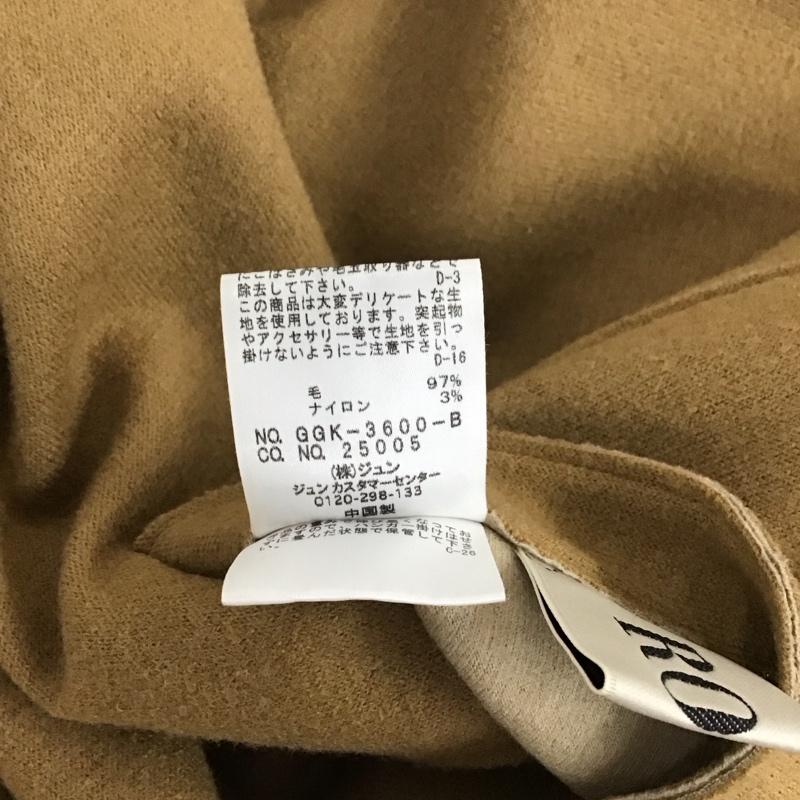 除去して下さい。 D-3
この商品は大変デリケートな生
地を使用しております。突起物
やアクセサリー等で生地を引っ
掛けないようにご注意下さい。
D-16
毛 97%
ナイロン 3%
NO. GGK-3600-B
CO. NO. 25005
(株)ジュン
ジュンカスタマーセンター
0120-298-133
中国製
C-26
RO